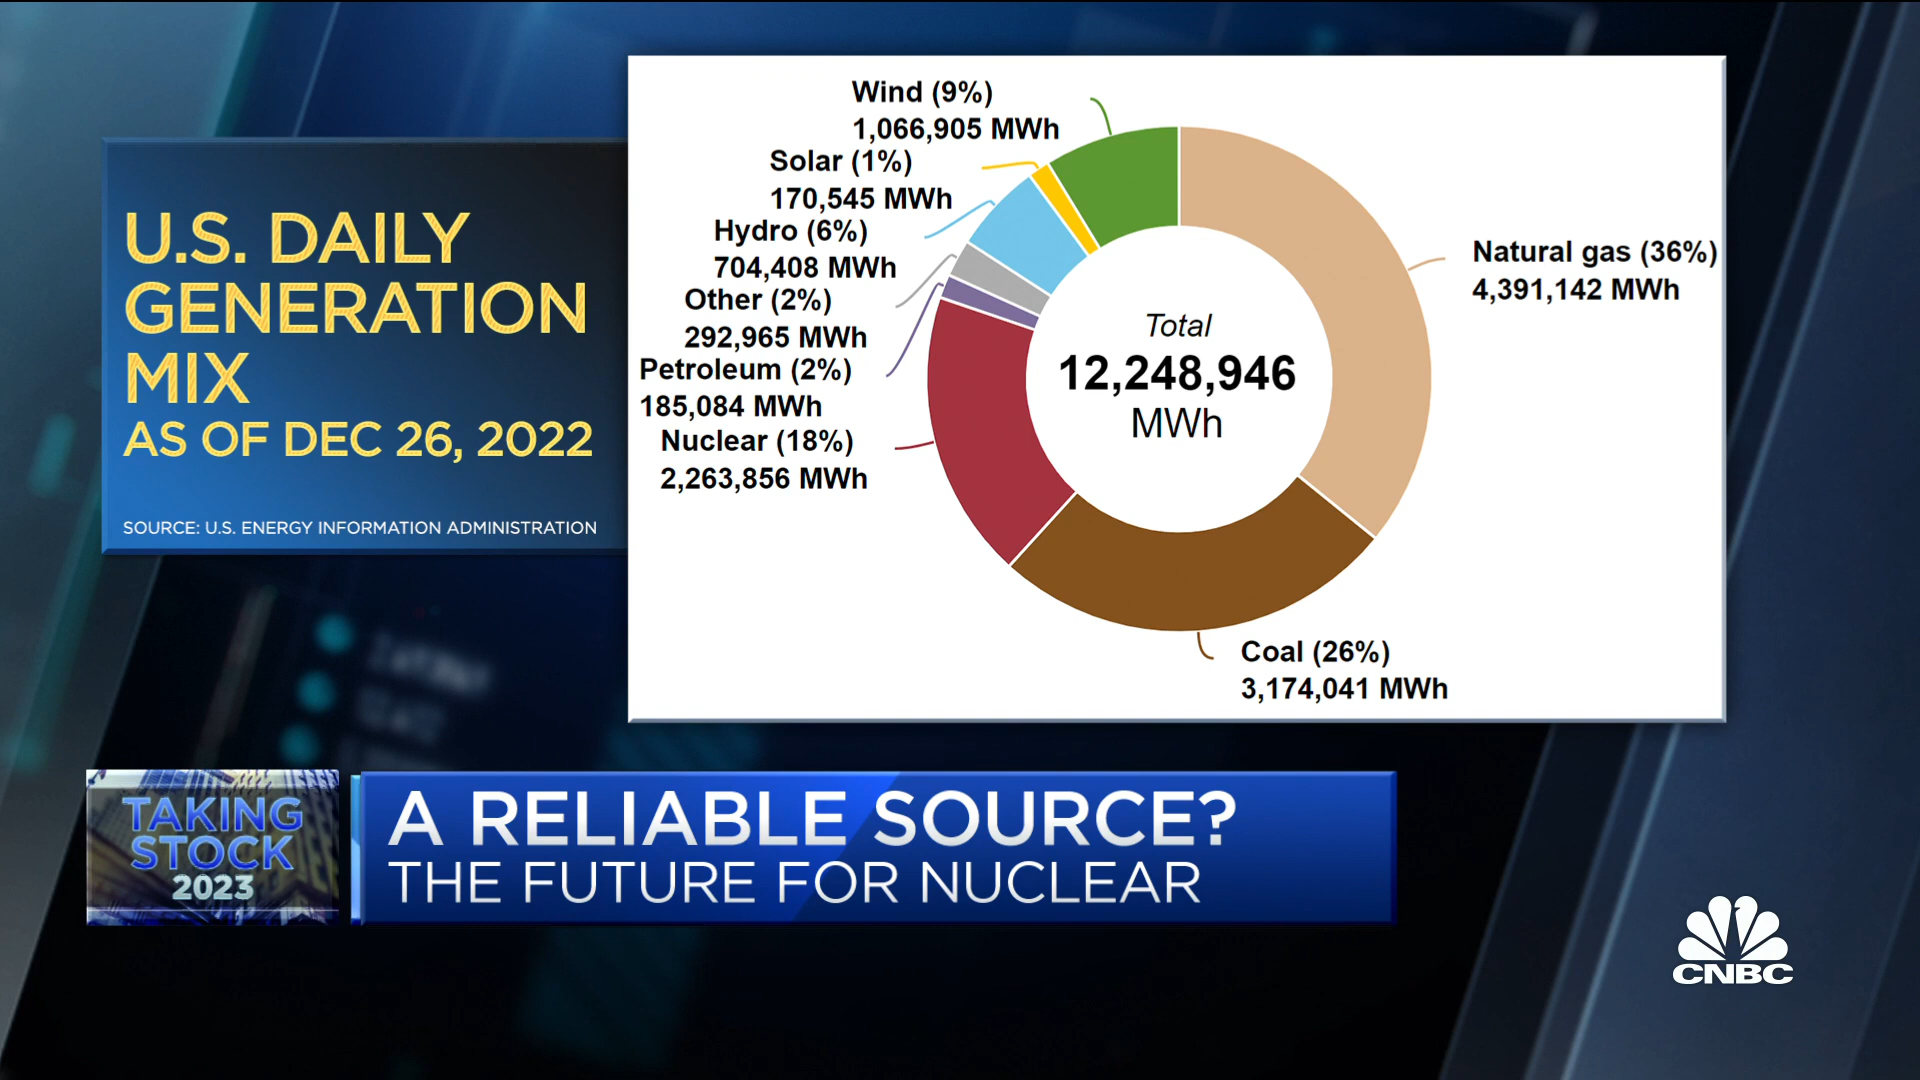 U.S. DAILY
GENERATION
MIX
AS OF DEC 26, 2022
SOURCE: U.S. ENERGY INFORMATION ADMINISTRATION
Wind (9%)
1,066,905 MWh
Solar (1%)
170,545 MWh
Hydro (6%)
704,408 MWh
Other (2%)
292,965 MWh
Petroleum (2%)
185,084 MWh
Nuclear (18%)
2,263,856 MWh
Natural gas (36%)
4,391,142 MWh
Total
12,248,946
MWh
Coal (26%)
3,174,041 MWh
TAKING
STOCK
2023
A RELIABLE SOURCE?
THE FUTURE FOR NUCLEAR
CNBC